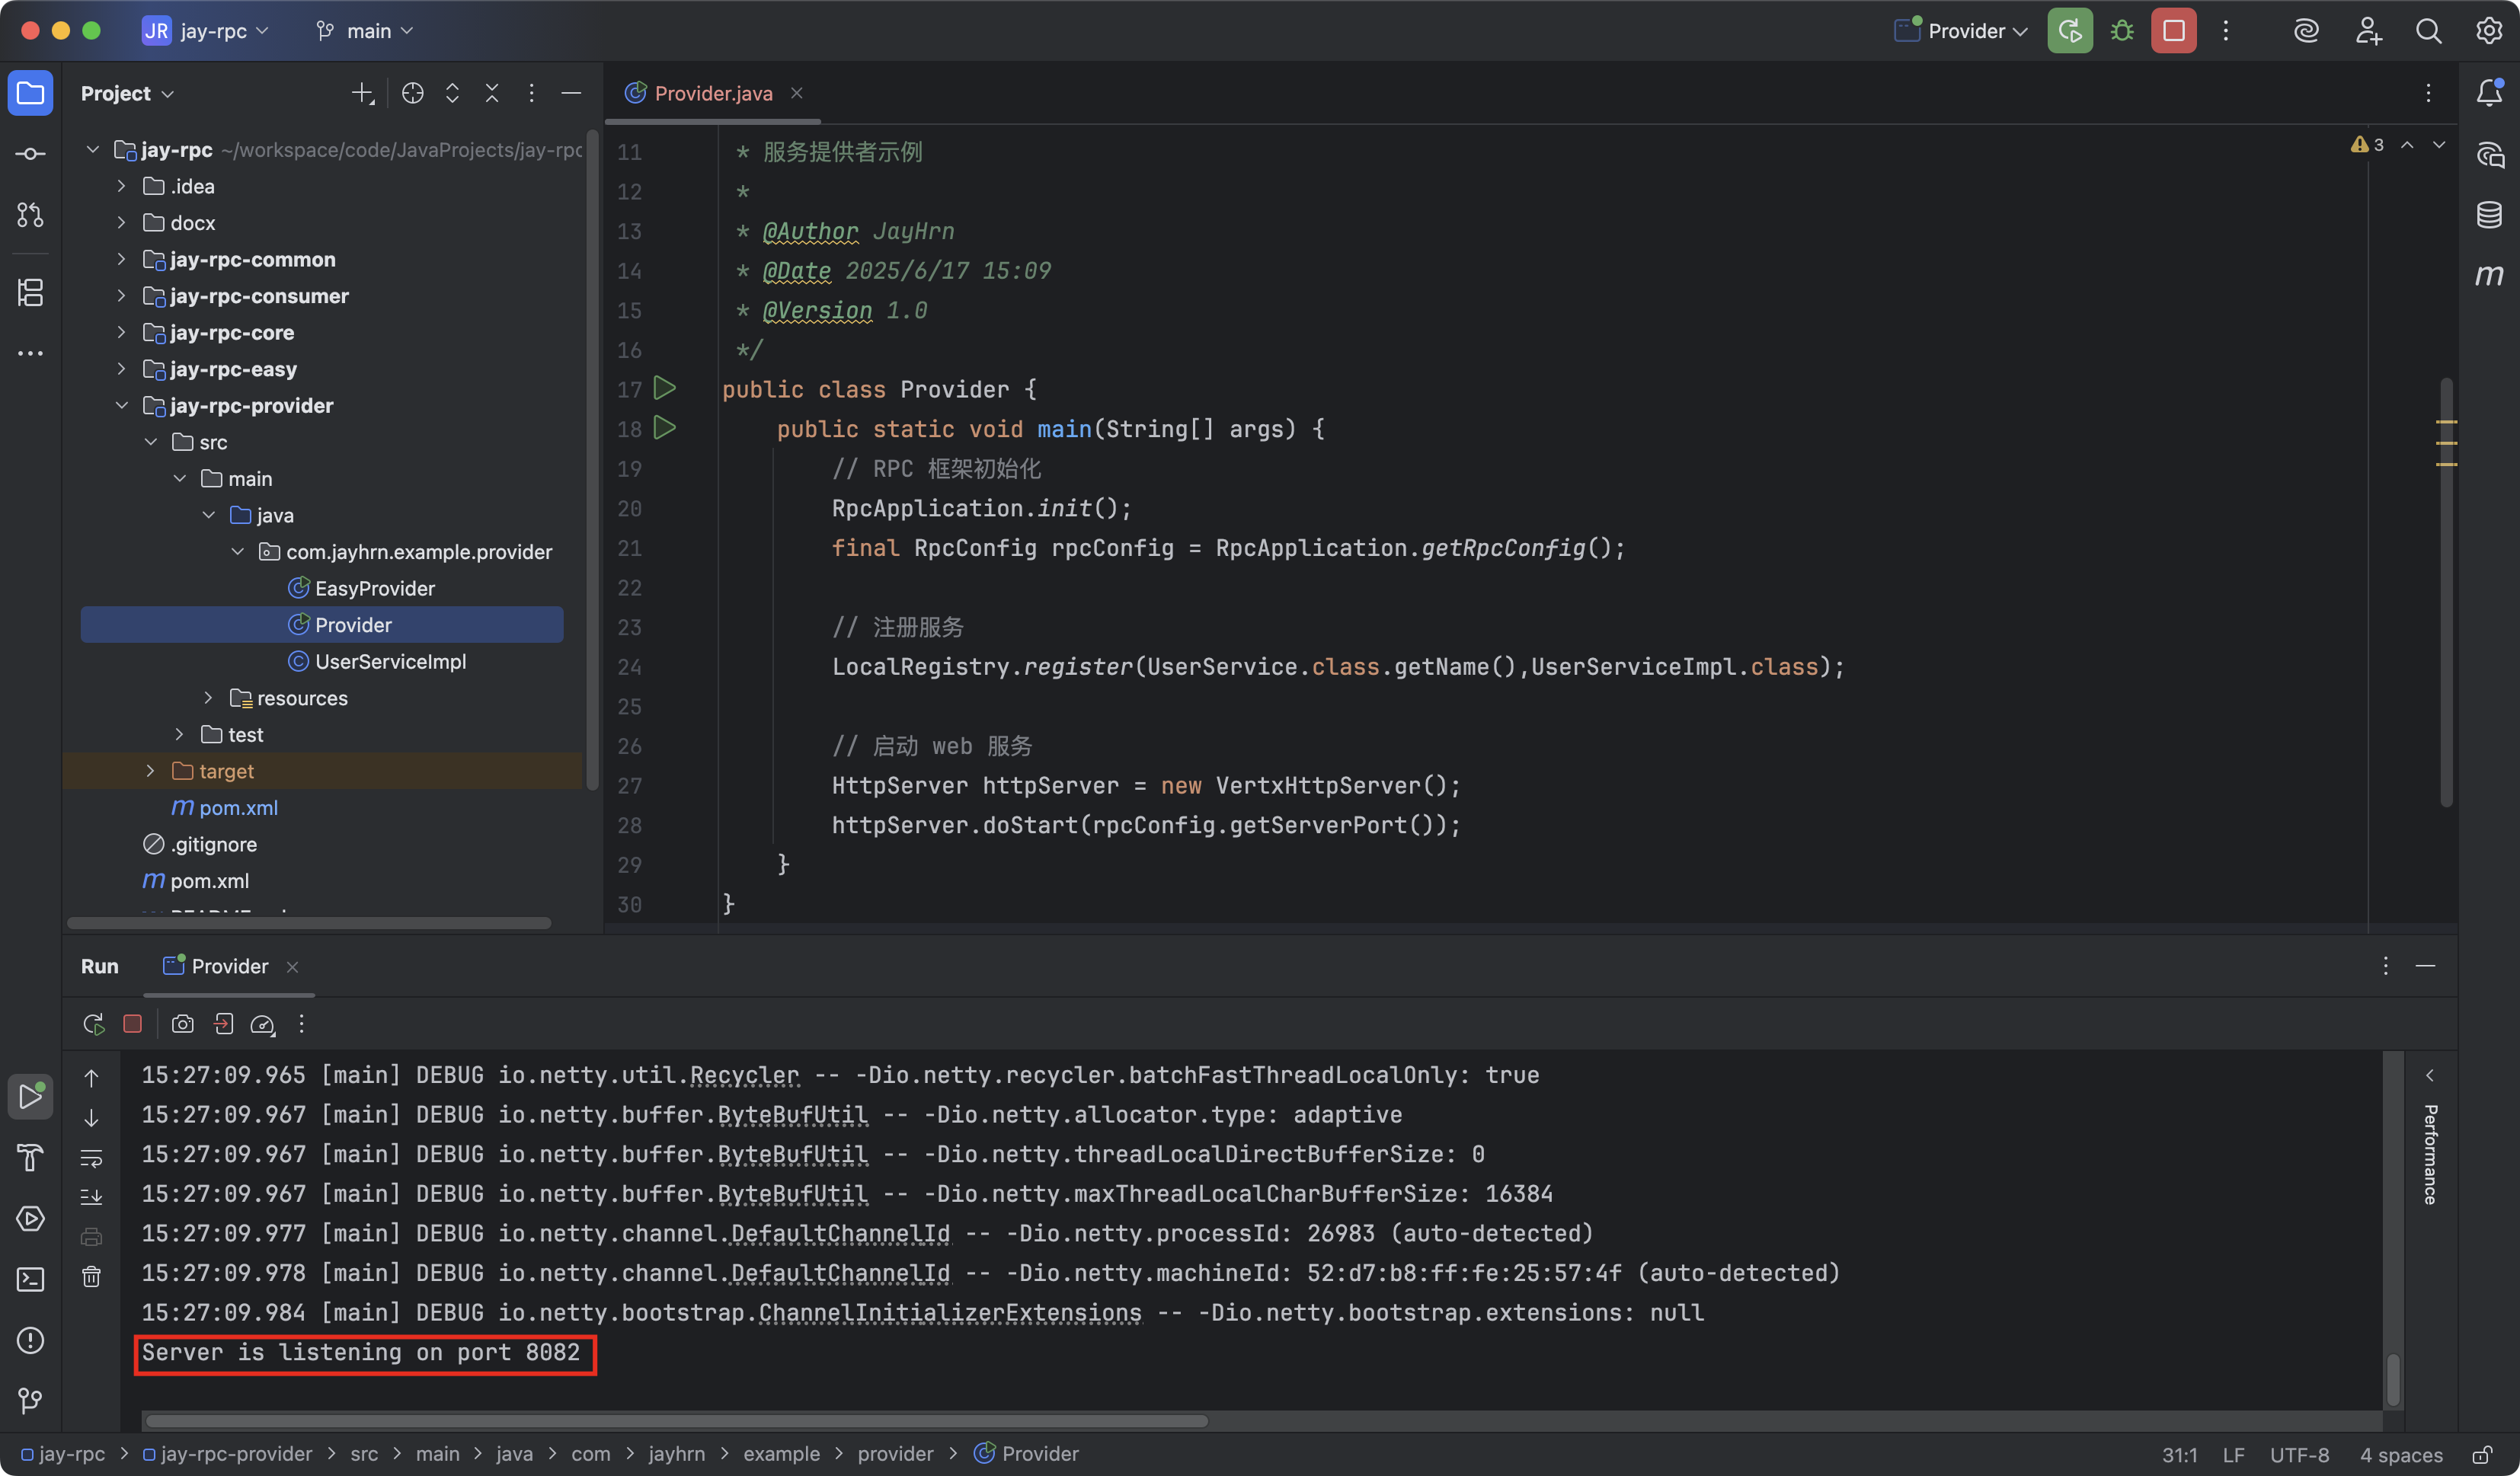 JR jay-rpc main Provider
Project
jay-rpc ~/workspace/code/JavaProjects/jay-rpc
.idea
docx
jay-rpc-common
jay-rpc-consumer
jay-rpc-core
jay-rpc-easy
jay-rpc-provider
src
main
java
com.jayhrn.example.provider
EasyProvider
Provider
UserServiceImpl
resources
test
target
m pom.xml
.gitignore
m pom.xml
Provider.java
3
11 * 服务提供者示例
12 *
13 * @Author JayHrn
14 * @Date 2025/6/17 15:09
15 * @Version 1.0
16 */
17 public class Provider {
18 public static void main(String[] args) {
19 // RPC 框架初始化
20 RpcApplication.init();
21 final RpcConfig rpcConfig = RpcApplication.getRpcConfig();
22
23 // 注册服务
24 LocalRegistry.register(UserService.class.getName(),UserServiceImpl.class);
25
26 // 启动 web 服务
27 HttpServer httpServer = new VertxHttpServer();
28 httpServer.doStart(rpcConfig.getServerPort());
29 }
30 }
m
Run Provider
15:27:09.965 [main] DEBUG io.netty.util.Recycler -- -Dio.netty.recycler.batchFastThreadLocalOnly: true
15:27:09.967 [main] DEBUG io.netty.buffer.ByteBufUtil -- -Dio.netty.allocator.type: adaptive
15:27:09.967 [main] DEBUG io.netty.buffer.ByteBufUtil -- -Dio.netty.threadLocalDirectBufferSize: 0
15:27:09.967 [main] DEBUG io.netty.buffer.ByteBufUtil -- -Dio.netty.maxThreadLocalCharBufferSize: 16384
15:27:09.977 [main] DEBUG io.netty.channel.DefaultChannelId -- -Dio.netty.processId: 26983 (auto-detected)
15:27:09.978 [main] DEBUG io.netty.channel.DefaultChannelId -- -Dio.netty.machineId: 52:d7:b8:ff:fe:25:57:4f (auto-detected)
15:27:09.984 [main] DEBUG io.netty.bootstrap.ChannelInitializerExtensions -- -Dio.netty.bootstrap.extensions: null
Server is listening on port 8082
Performance
jay-rpc > jay-rpc-provider > src > main > java > com > jayhrn > example > provider > Provider
31:1 LF UTF-8 4 spaces